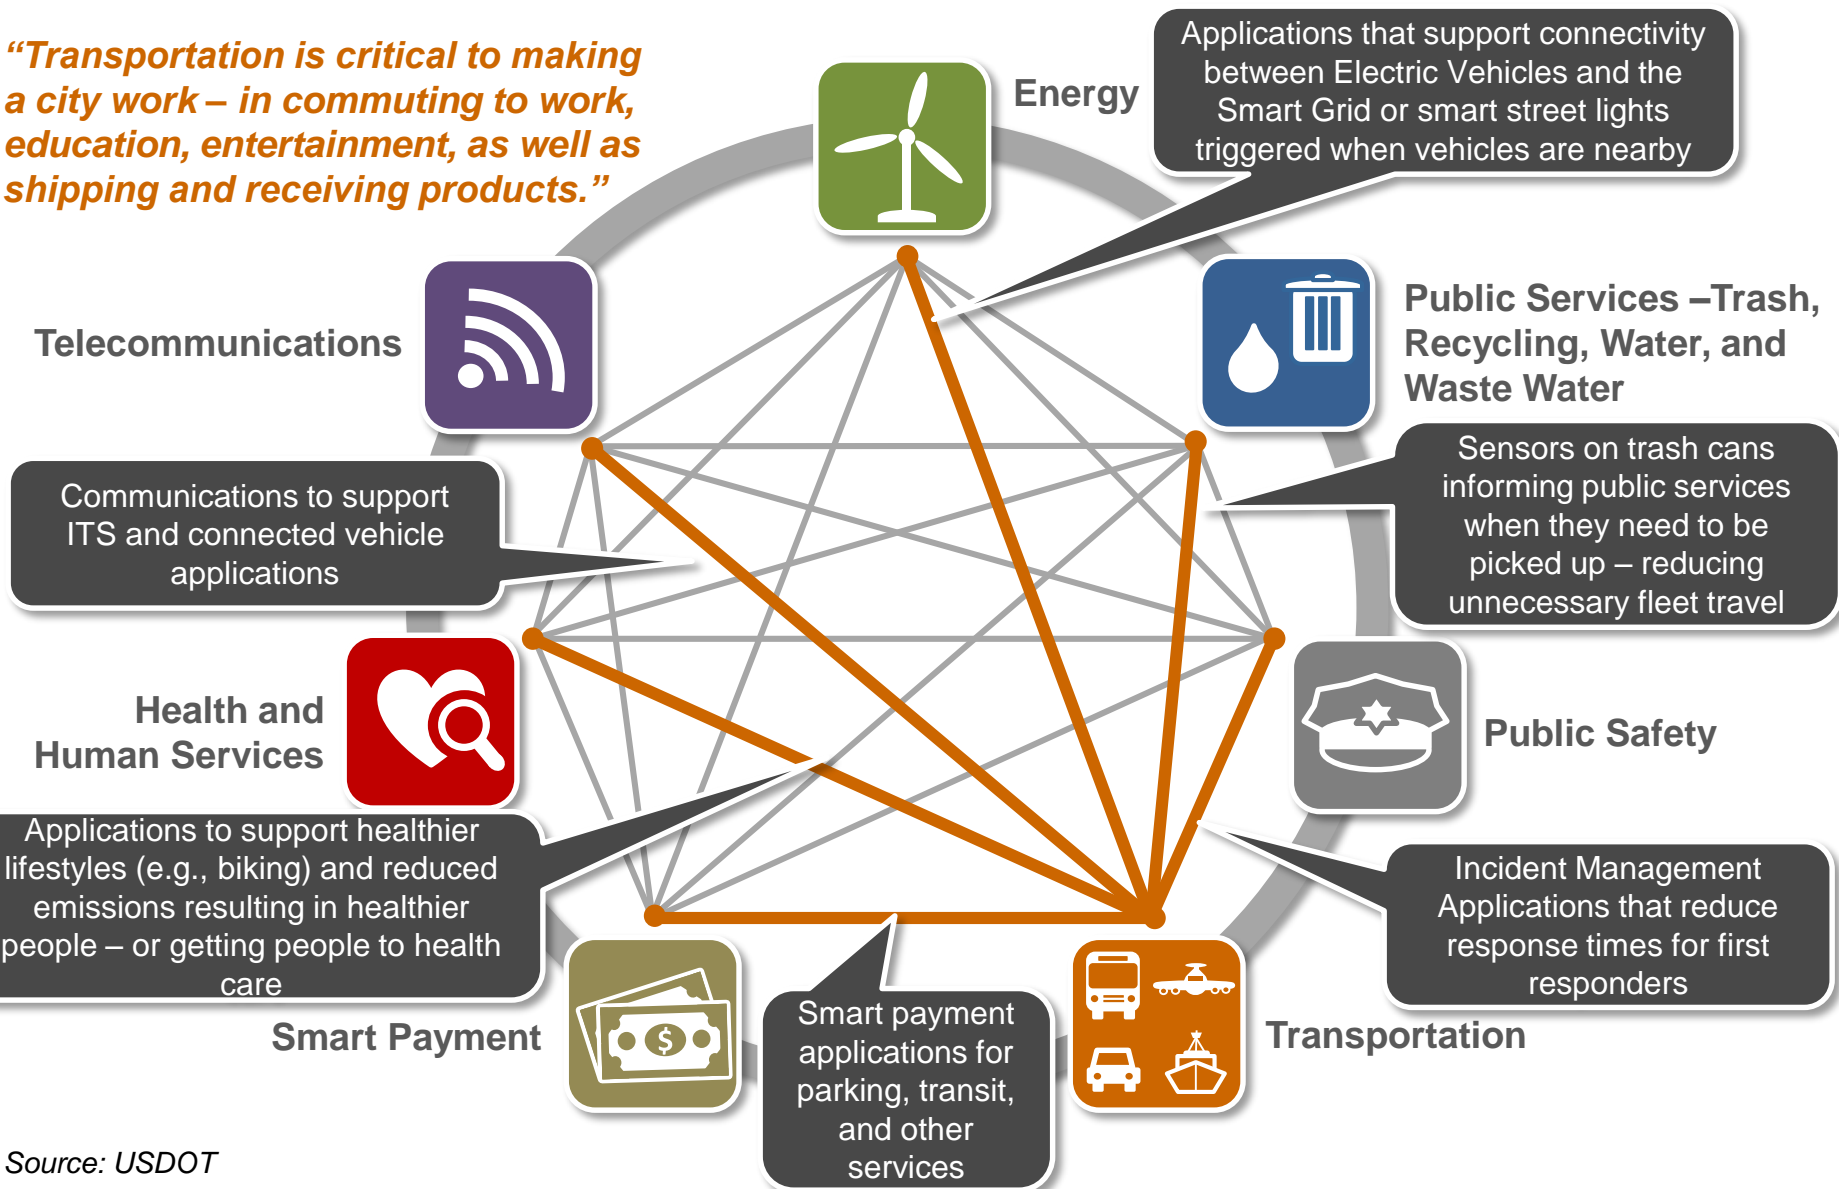 “Transportation is critical to making
a city work – in commuting to work,
education, entertainment, as well as
shipping and receiving products.”
Energy
Applications that support connectivity
between Electric Vehicles and the
Smart Grid or smart street lights
triggered when vehicles are nearby
Telecommunications
Public Services –Trash,
Recycling, Water, and
Waste Water
Communications to support
ITS and connected vehicle
applications
Sensors on trash cans
informing public services
when they need to be
picked up – reducing
unnecessary fleet travel
Health and
Human Services
Public Safety
Applications to support healthier
lifestyles (e.g., biking) and reduced
emissions resulting in healthier
people – or getting people to health
care
Incident Management
Applications that reduce
response times for first
responders
Smart Payment
$
Smart payment
applications for
parking, transit,
and other
services
Transportation
Source: USDOT